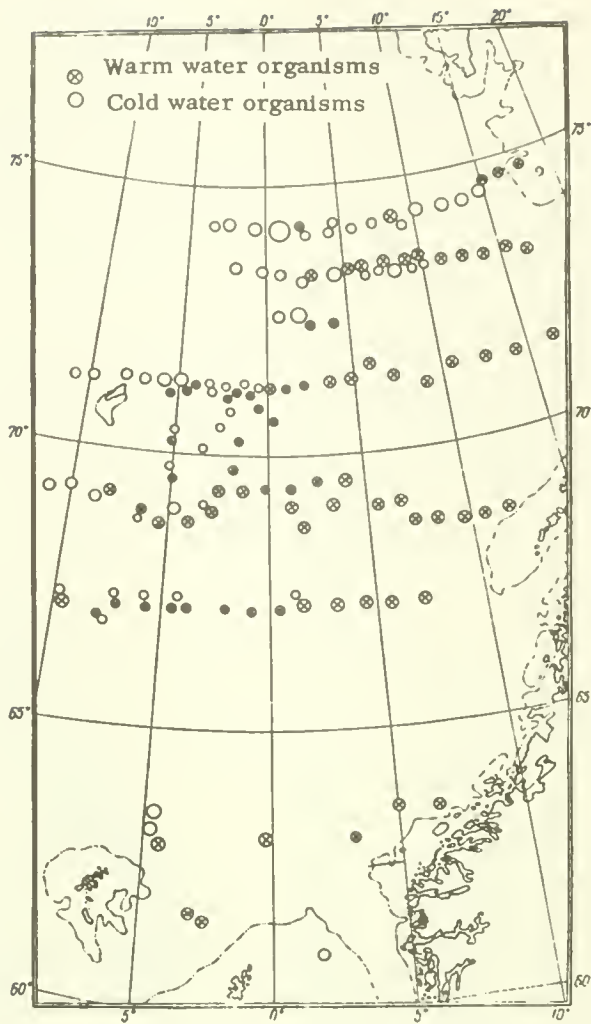 10° 5° 0° 5° 10° 15° 20°
⊗ Warm water organisms
○ Cold water organisms
75° 75°
70° 70°
65° 65
60° 60
5° 0° 5° 10°